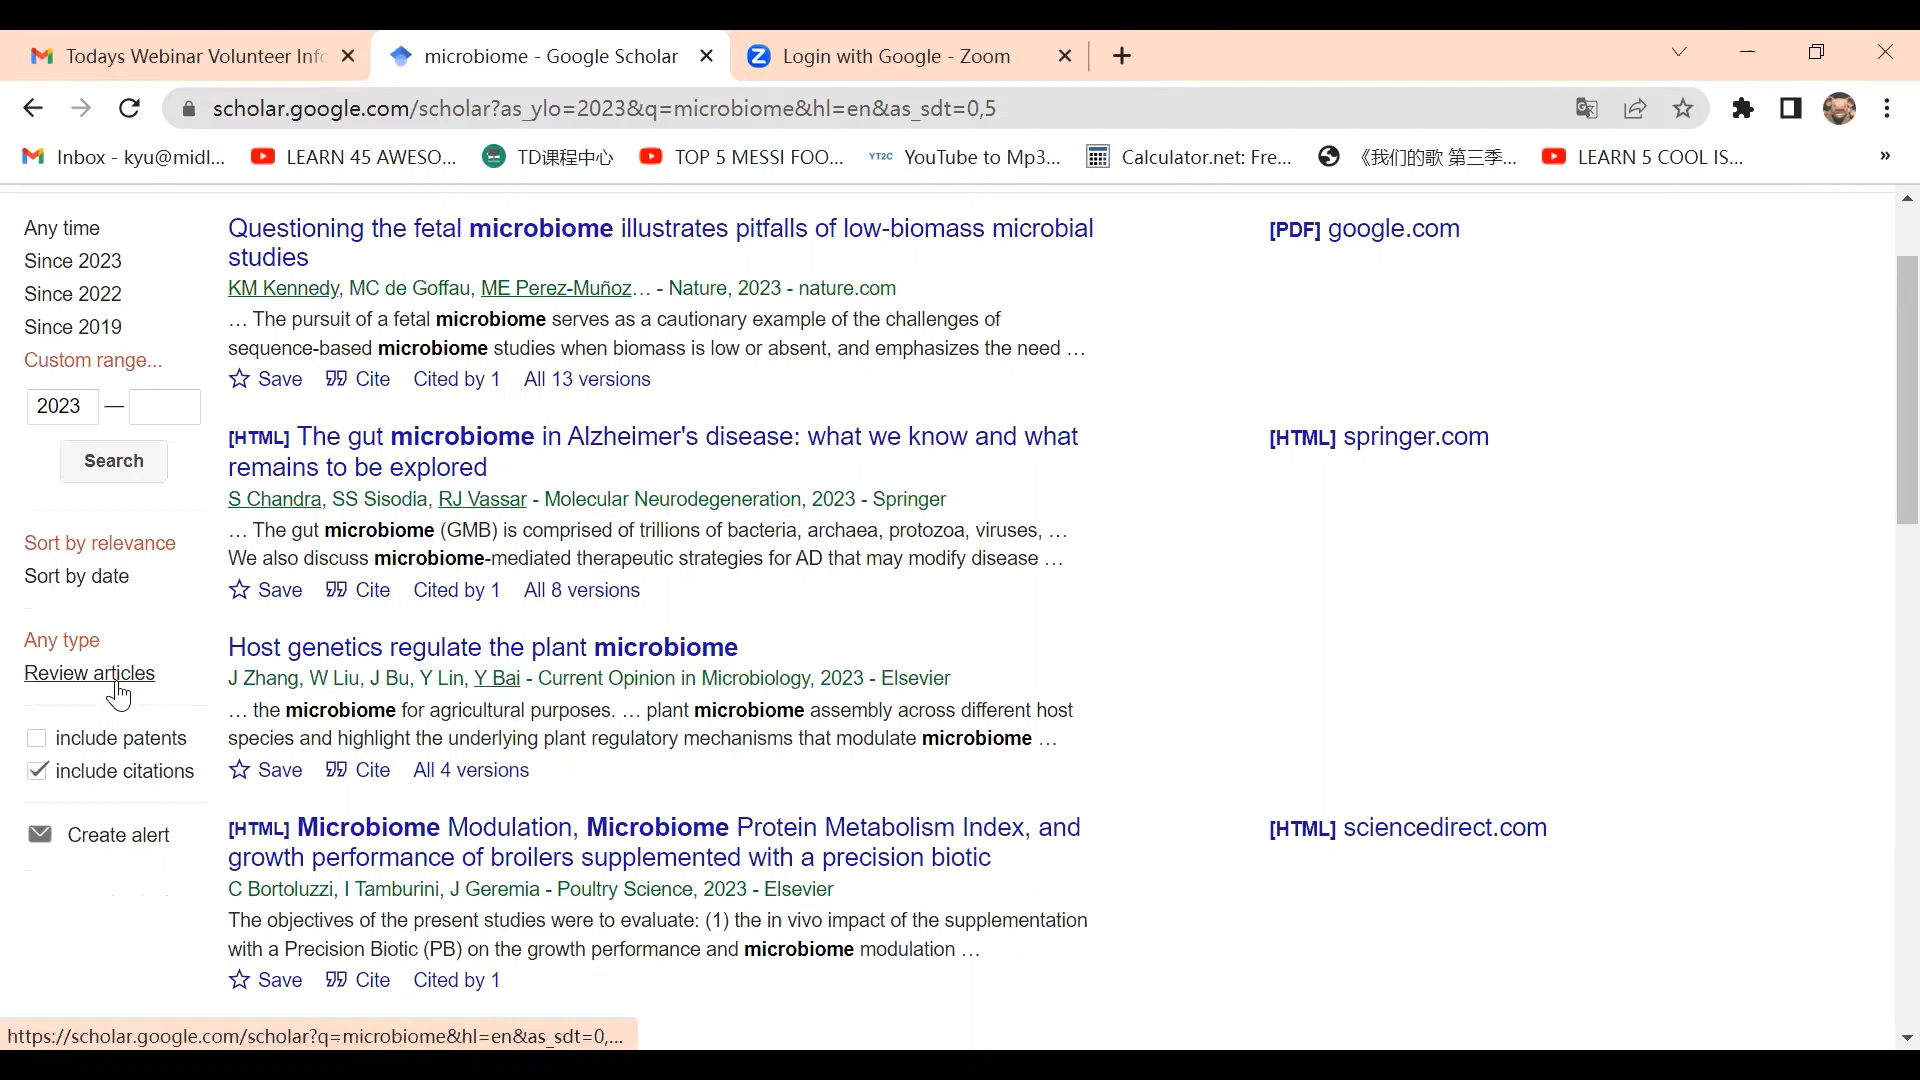 Todays Webinar Volunteer Info
microbiome - Google Scholar
Login with Google - Zoom
scholar.google.com/scholar?as_ylo=2023&q=microbiome&hl=en&as_sdt=0,5
Inbox - kyu@midl...
LEARN 45 AWESO...
TD课程中心
TOP 5 MESSI FOO...
YT2C YouTube to Mp3...
Calculator.net: Fre...
《我们的歌 第三季...
LEARN 5 COOL IS...
»
Any time
Since 2023
Since 2022
Since 2019
Custom range...
2023 —
Search
Sort by relevance
Sort by date
Any type
Review articles
include patents
include citations
Create alert
Questioning the fetal microbiome illustrates pitfalls of low-biomass microbial
studies
KM Kennedy, MC de Goffau, ME Perez-Muñoz… - Nature, 2023 - nature.com
… The pursuit of a fetal microbiome serves as a cautionary example of the challenges of
sequence-based microbiome studies when biomass is low or absent, and emphasizes the need …
Save Cite Cited by 1 All 13 versions
[PDF] google.com
[HTML] The gut microbiome in Alzheimer's disease: what we know and what
remains to be explored
S Chandra, SS Sisodia, RJ Vassar - Molecular Neurodegeneration, 2023 - Springer
… The gut microbiome (GMB) is comprised of trillions of bacteria, archaea, protozoa, viruses, …
We also discuss microbiome-mediated therapeutic strategies for AD that may modify disease …
Save Cite Cited by 1 All 8 versions
[HTML] springer.com
Host genetics regulate the plant microbiome
J Zhang, W Liu, J Bu, Y Lin, Y Bai - Current Opinion in Microbiology, 2023 - Elsevier
… the microbiome for agricultural purposes. … plant microbiome assembly across different host
species and highlight the underlying plant regulatory mechanisms that modulate microbiome …
Save Cite All 4 versions
[HTML] Microbiome Modulation, Microbiome Protein Metabolism Index, and
growth performance of broilers supplemented with a precision biotic
C Bortoluzzi, I Tamburini, J Geremia - Poultry Science, 2023 - Elsevier
The objectives of the present studies were to evaluate: (1) the in vivo impact of the supplementation
with a Precision Biotic (PB) on the growth performance and microbiome modulation …
Save Cite Cited by 1
[HTML] sciencedirect.com
https://scholar.google.com/scholar?q=microbiome&hl=en&as_sdt=0,...